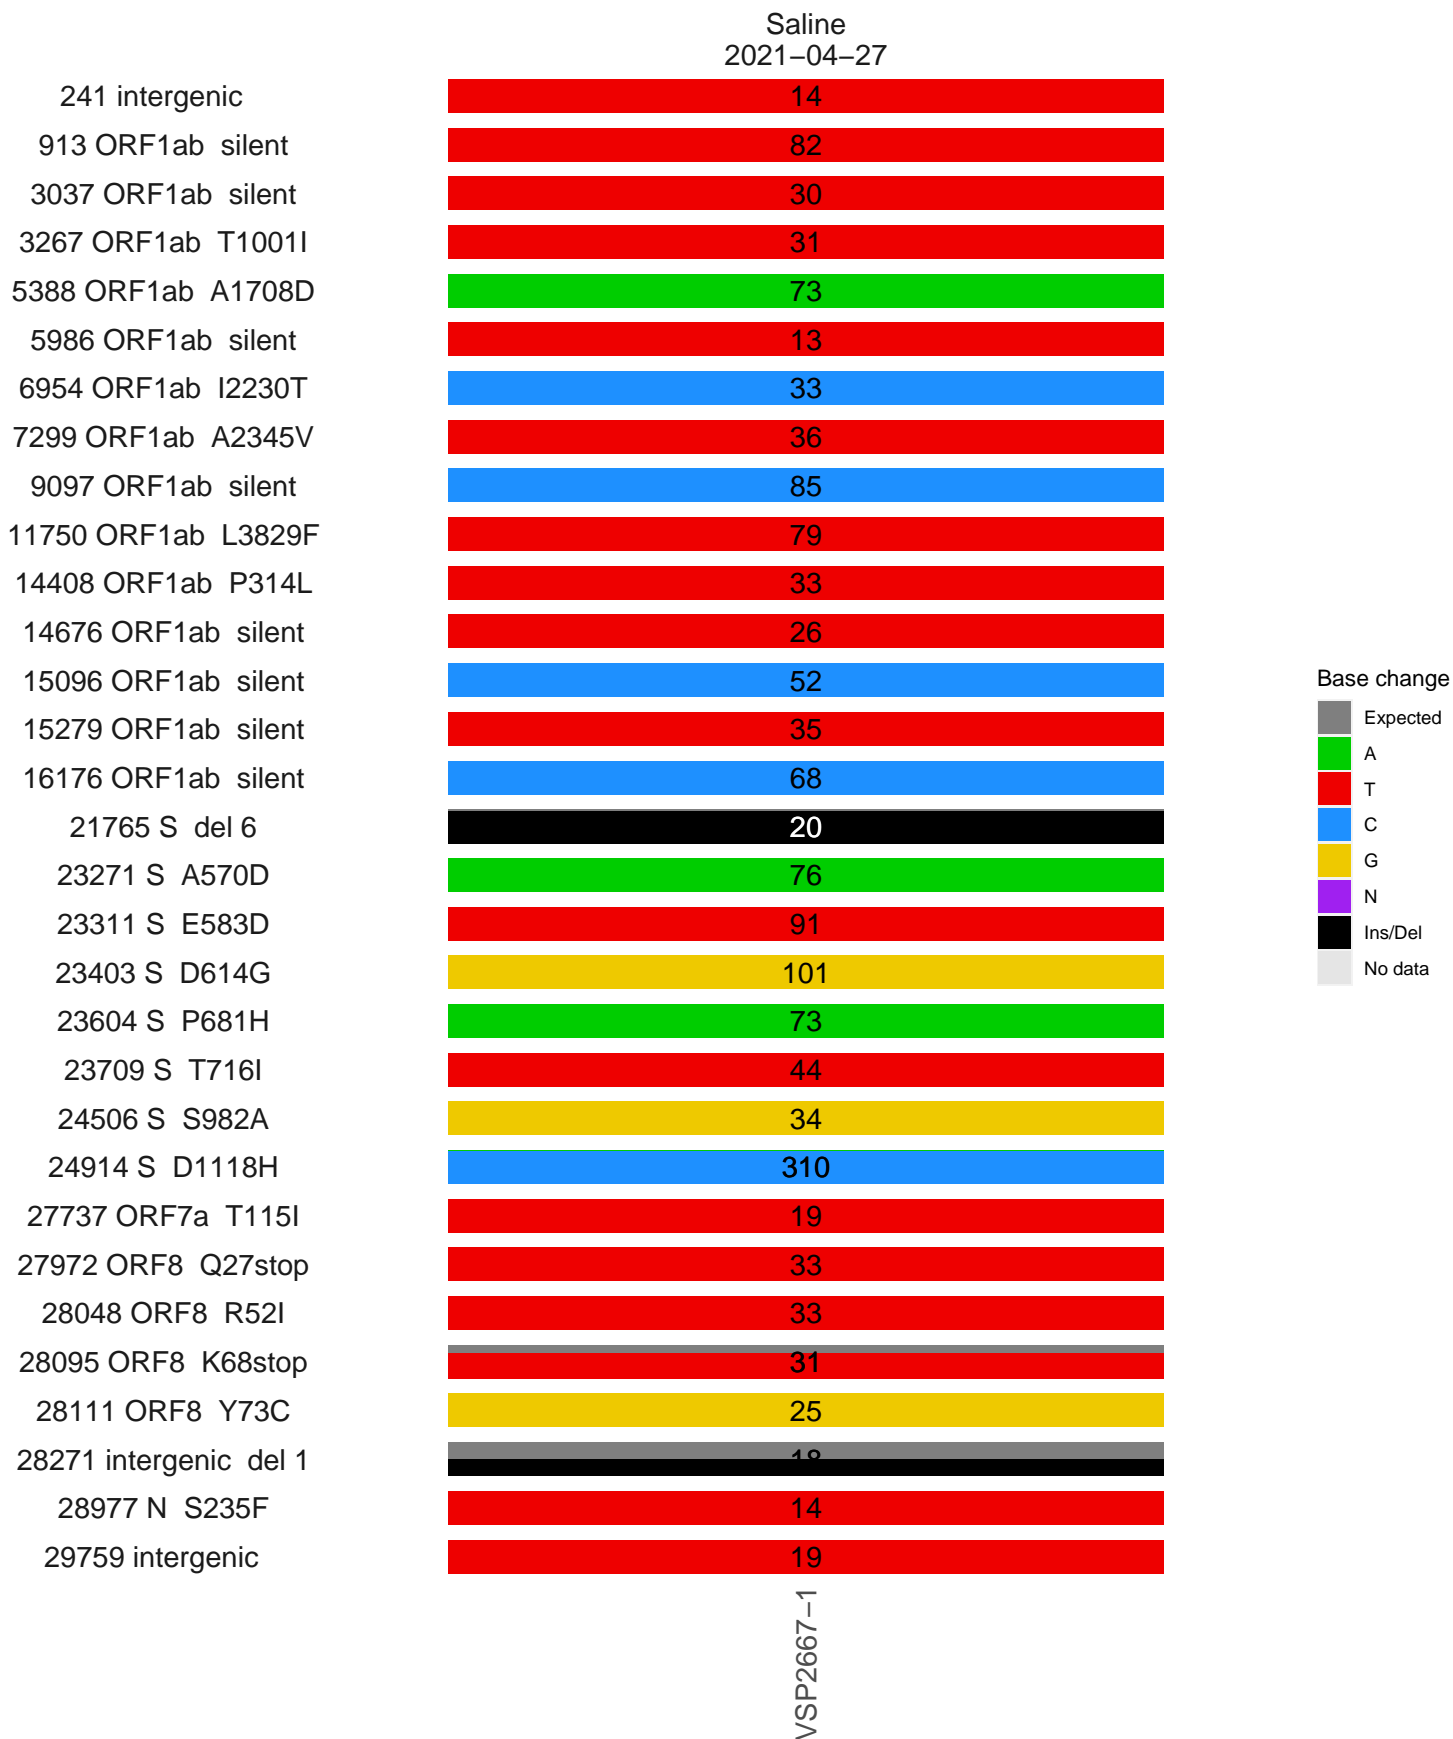 Saline
2021−04−27
241 intergenic 14
913 ORF1ab silent 82
3037 ORF1ab silent 30
3267 ORF1ab T1001I 31
5388 ORF1ab A1708D 73
5986 ORF1ab silent 13
6954 ORF1ab I2230T 33
7299 ORF1ab A2345V 36
9097 ORF1ab silent 85
11750 ORF1ab L3829F 79
14408 ORF1ab P314L 33
14676 ORF1ab silent 26
15096 ORF1ab silent 52
15279 ORF1ab silent 35
16176 ORF1ab silent 68
21765 S del 6 20
23271 S A570D 76
23311 S E583D 91
23403 S D614G 101
23604 S P681H 73
23709 S T716I 44
24506 S S982A 34
24914 S D1118H 310
27737 ORF7a T115I 19
27972 ORF8 Q27stop 33
28048 ORF8 R52I 33
28095 ORF8 K68stop 31
28111 ORF8 Y73C 25
28271 intergenic del 1 18
28977 N S235F 14
29759 intergenic 19
VSP2667−1
Base change
Expected
A
T
C
G
N
Ins/Del
No data